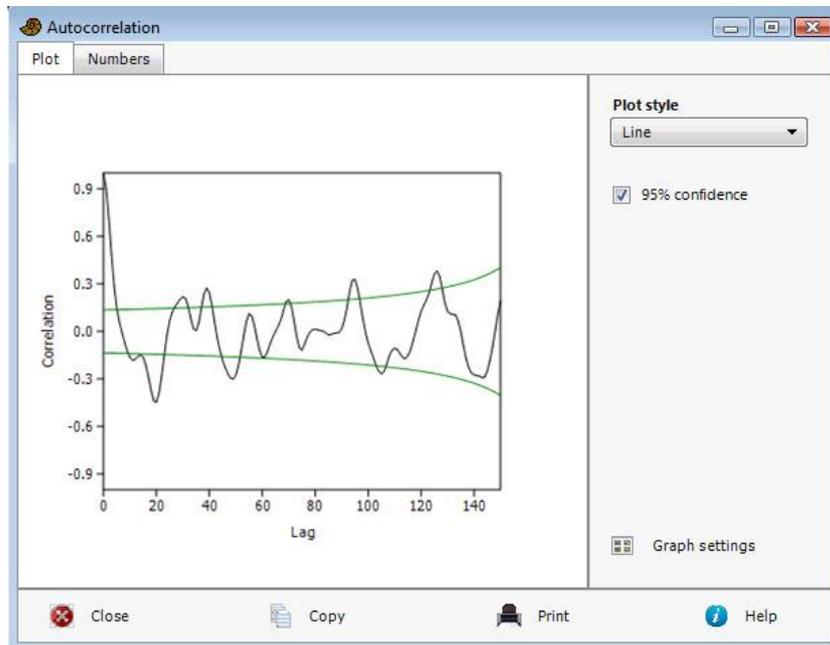 Autocorrelation
Plot Numbers
Plot style
Line
95% confidence
0.9
0.6
0.3
0.0
-0.3
-0.6
-0.9
Correlation
0 20 40 60 80 100 120 140
Lag
Graph settings
Close Copy Print Help